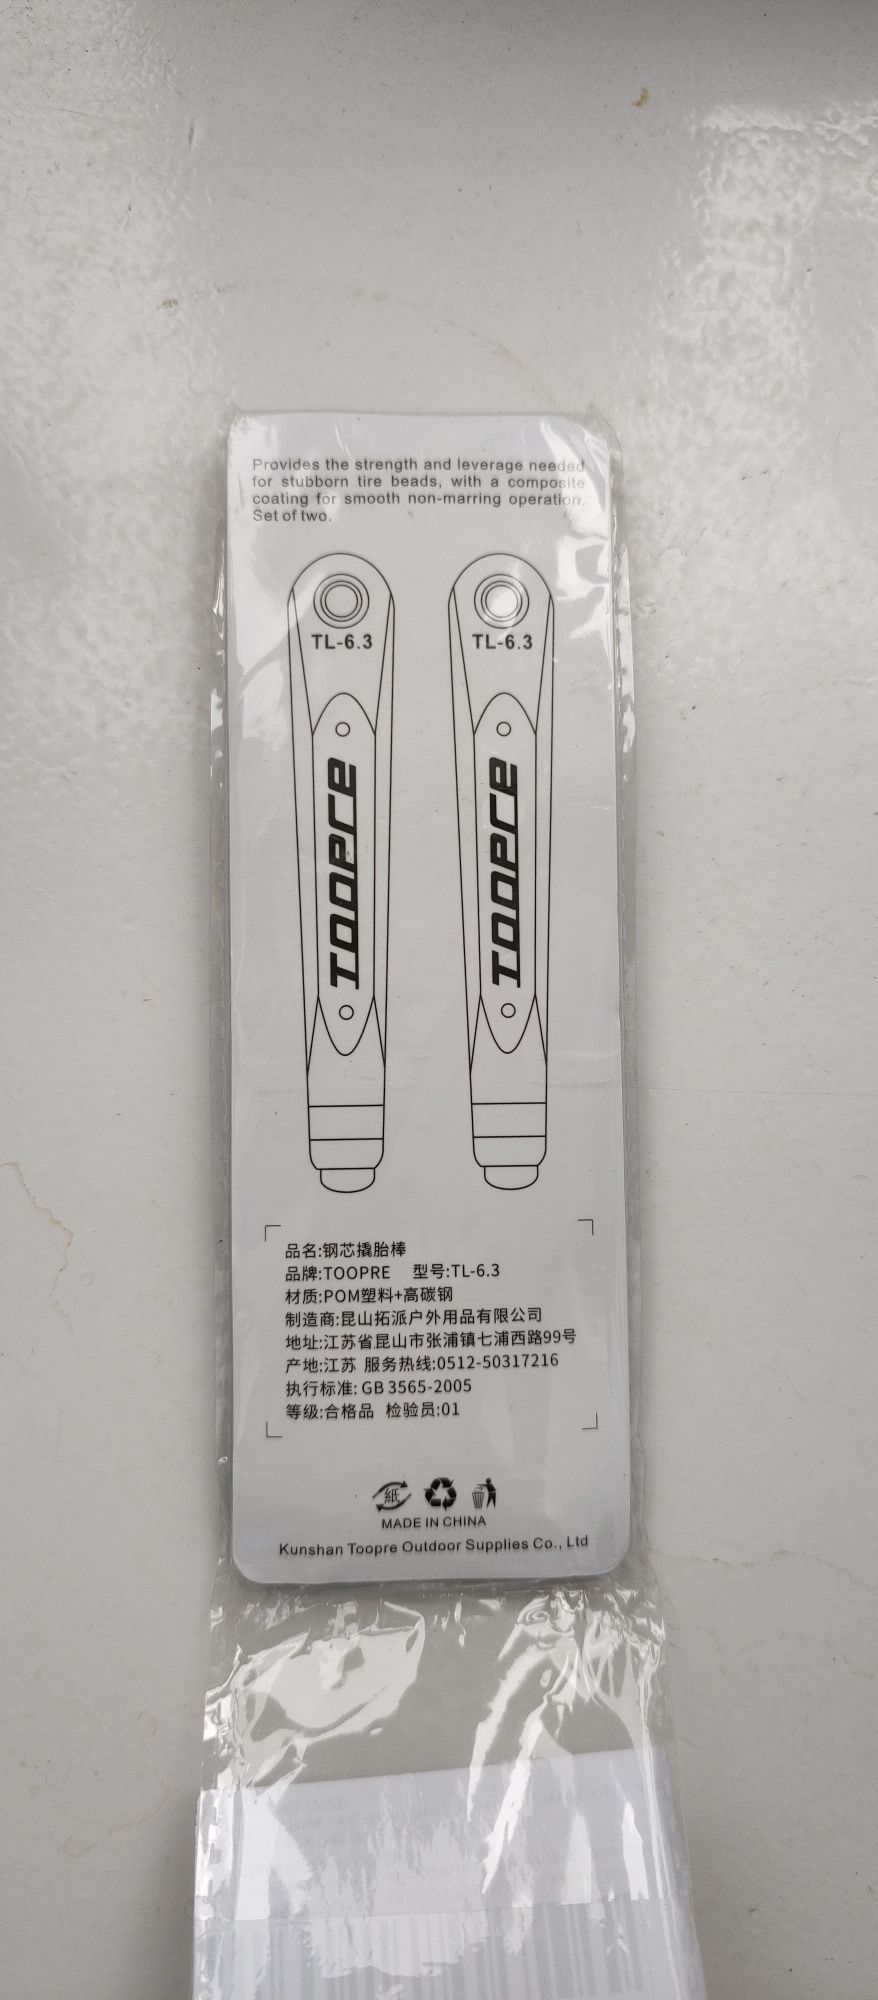 Provides the strength and leverage needed
for stubborn tire beads, with a composite
coating for smooth non-marring operation.
Set of two.
TL-6.3 TL-6.3
TOOPRE TOOPRE
品名:钢芯撬胎棒
品牌:TOOPRE 型号:TL-6.3
材质:POM塑料+高碳钢
制造商:昆山拓派户外用品有限公司
地址:江苏省昆山市张浦镇七浦西路99号
产地:江苏 服务热线:0512-50317216
执行标准: GB 3565-2005
等级:合格品 检验员:01
紙
MADE IN CHINA
Kunshan Toopre Outdoor Supplies Co., Ltd